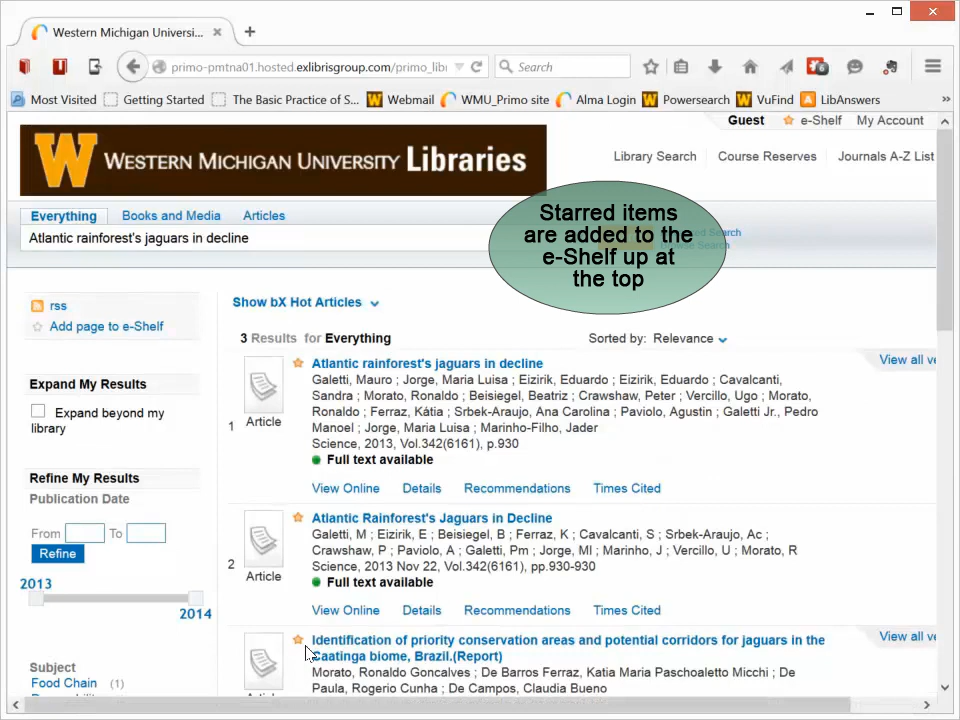 Western Michigan Universi...
primo-pmtna01.hosted.exlibrisgroup.com/primo_libr
Search
6
Most Visited
Getting Started
The Basic Practice of S...
Webmail
WMU_Primo site
Alma Login
Powersearch
VuFind
LibAnswers
Guest
e-Shelf
My Account
W WESTERN MICHIGAN UNIVERSITY Libraries
Library Search
Course Reserves
Journals A-Z List
Everything
Books and Media
Articles
Atlantic rainforest's jaguars in decline
Search
Search
Starred items
are added to the
e-Shelf up at
the top
rss
Add page to e-Shelf
Expand My Results
Expand beyond my
library
Refine My Results
Publication Date
From
To
Refine
2013
2014
Subject
Food Chain (1)
Show bX Hot Articles
3 Results for Everything
Sorted by: Relevance
1
Article
Atlantic rainforest's jaguars in decline
View all ve
Galetti, Mauro ; Jorge, Maria Luisa ; Eizirik, Eduardo ; Eizirik, Eduardo ; Cavalcanti,
Sandra ; Morato, Ronaldo ; Beisiegel, Beatriz ; Crawshaw, Peter ; Vercillo, Ugo ; Morato,
Ronaldo ; Ferraz, Kátia ; Srbek-Araujo, Ana Carolina ; Paviolo, Agustin ; Galetti Jr., Pedro
Manoel ; Jorge, Maria Luisa ; Marinho-Filho, Jader
Science, 2013, Vol.342(6161), p.930
Full text available
View Online
Details
Recommendations
Times Cited
2
Article
Atlantic Rainforest's Jaguars in Decline
Galetti, M ; Eizirik, E ; Beisiegel, B ; Ferraz, K ; Cavalcanti, S ; Srbek-Araujo, Ac ;
Crawshaw, P ; Paviolo, A ; Galetti, Pm ; Jorge, Ml ; Marinho, J ; Vercillo, U ; Morato, R
Science, 2013 Nov 22, Vol.342(6161), pp.930-930
Full text available
View Online
Details
Recommendations
Times Cited
Identification of priority conservation areas and potential corridors for jaguars in the
Caatinga biome, Brazil.(Report)
View all ve
Morato, Ronaldo Goncalves ; De Barros Ferraz, Katia Maria Paschoaletto Micchi ; De
Paula, Rogerio Cunha ; De Campos, Claudia Bueno